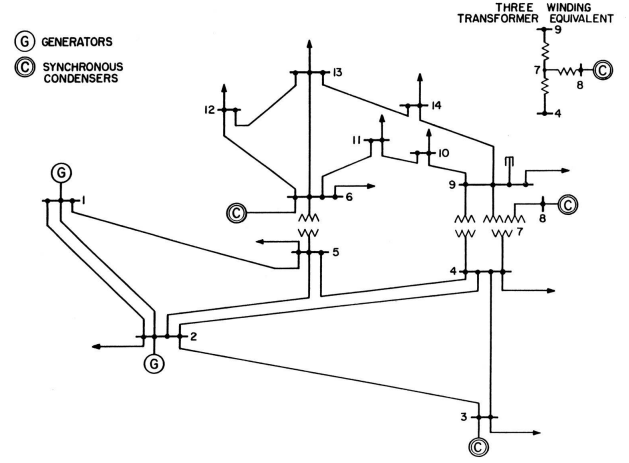 THREE WINDING
TRANSFORMER EQUIVALENT
G GENERATORS
C SYNCHRONOUS
CONDENSERS
9
7
C
8
4
13
14
12
11
10
G
1
9
C
6
8
C
7
5
4
2
G
3
C